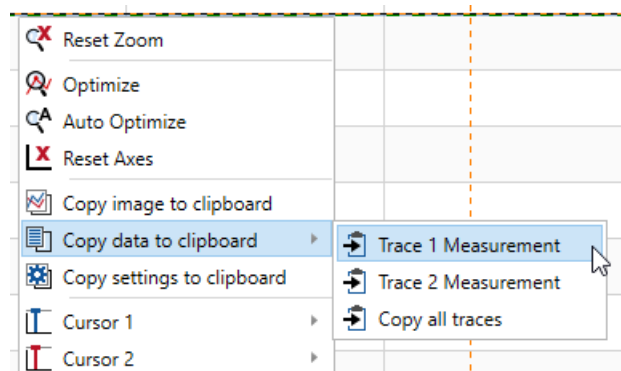 Reset Zoom
Optimize
Auto Optimize
Reset Axes
Copy image to clipboard
Copy data to clipboard
Trace 1 Measurement
Copy settings to clipboard
Trace 2 Measurement
Cursor 1
Copy all traces
Cursor 2